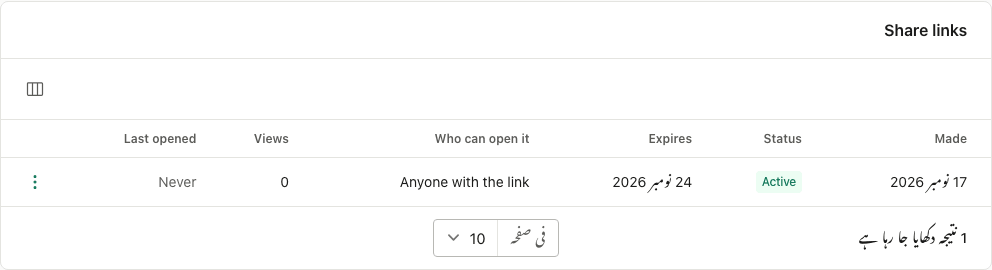 Share links
Made Status Expires Who can open it Views Last opened
17 نومبر 2026 Active 24 نومبر 2026 Anyone with the link 0 Never
1 نتیجہ دکھایا جا رہا ہے فی صفحہ 10